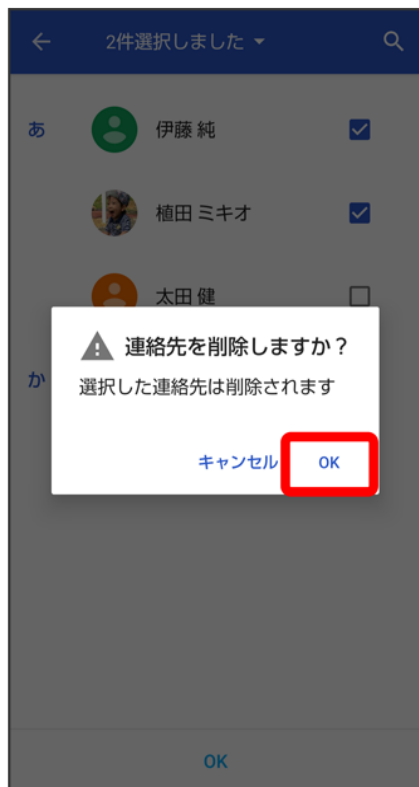 2件選択しました
あ
伊藤 純
植田 ミキオ
太田 健
連絡先を削除しますか？
か
選択した連絡先は削除されます
キャンセル
OK
OK